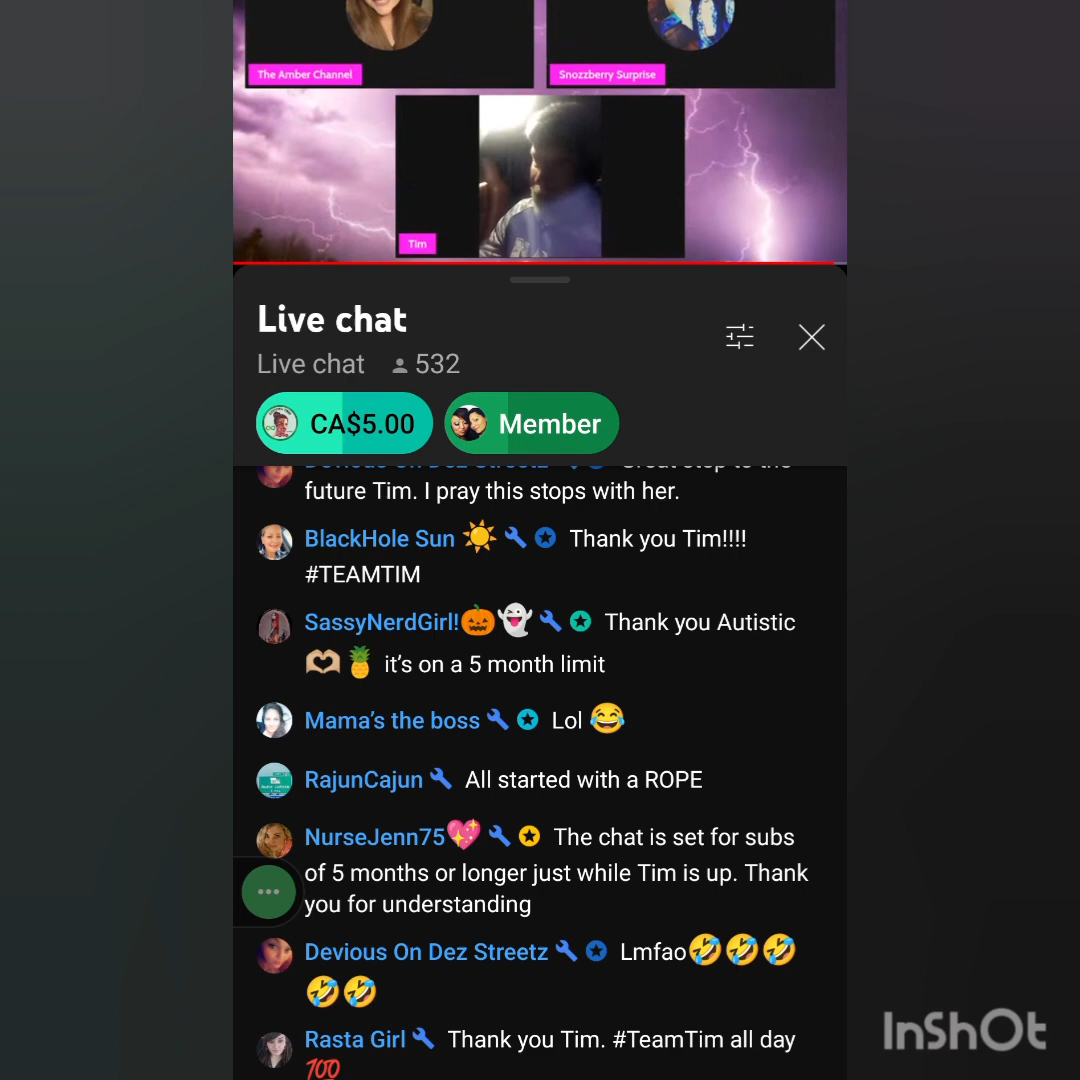 The Amber Channel
Snozzberry Surprise
Tim
Live chat
Live chat 532
CA$5.00 Member
future Tim. I pray this stops with her.
BlackHole Sun ☀️ Thank you Tim!!!!
#TEAMTIM
SassyNerdGirl!🎃👻 Thank you Autistic
🫶🏼🍍 it's on a 5 month limit
Mama's the boss Lol 😂
RajunCajun All started with a ROPE
NurseJenn75💖 The chat is set for subs
of 5 months or longer just while Tim is up. Thank
you for understanding
Devious On Dez Streetz Lmfao🤣🤣🤣
🤣🤣
Rasta Girl Thank you Tim. #TeamTim all day
💯
InShOt